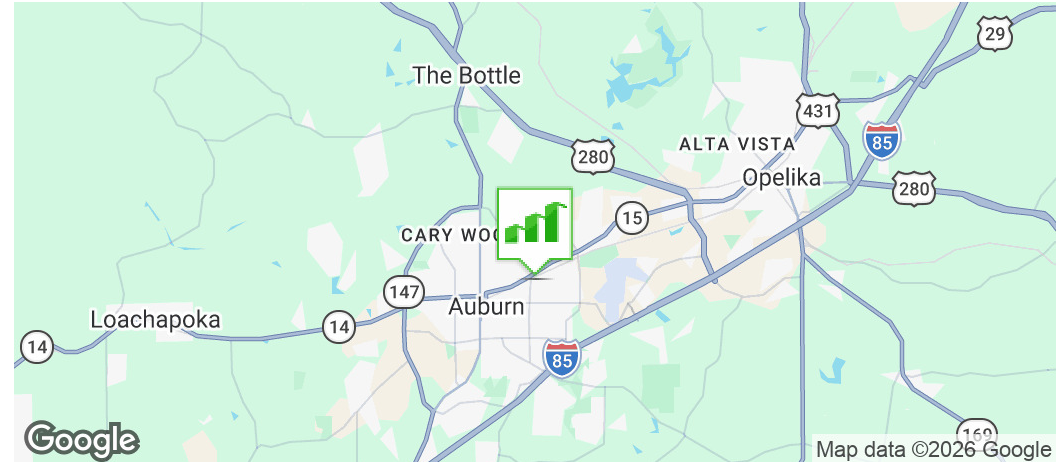 29
The Bottle
431
85
280
ALTA VISTA
Opelika
280
15
CARY WOO
147
Auburn
Loachapoka
14
14
85
169
Google
Map data ©2026 Google